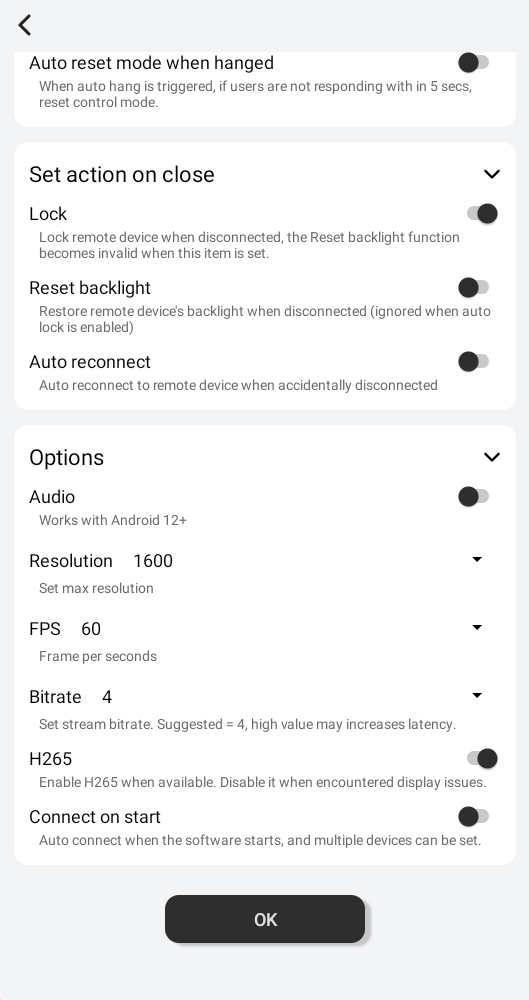 Auto reset mode when hanged
When auto hang is triggered, if users are not responding with in 5 secs,
reset control mode.
Set action on close
Lock
Lock remote device when disconnected, the Reset backlight function
becomes invalid when this item is set.
Reset backlight
Restore remote device's backlight when disconnected (ignored when auto
lock is enabled)
Auto reconnect
Auto reconnect to remote device when accidentally disconnected
Options
Audio
Works with Android 12+
Resolution 1600
Set max resolution
FPS 60
Frame per seconds
Bitrate 4
Set stream bitrate. Suggested = 4, high value may increases latency.
H265
Enable H265 when available. Disable it when encountered display issues.
Connect on start
Auto connect when the software starts, and multiple devices can be set.
OK